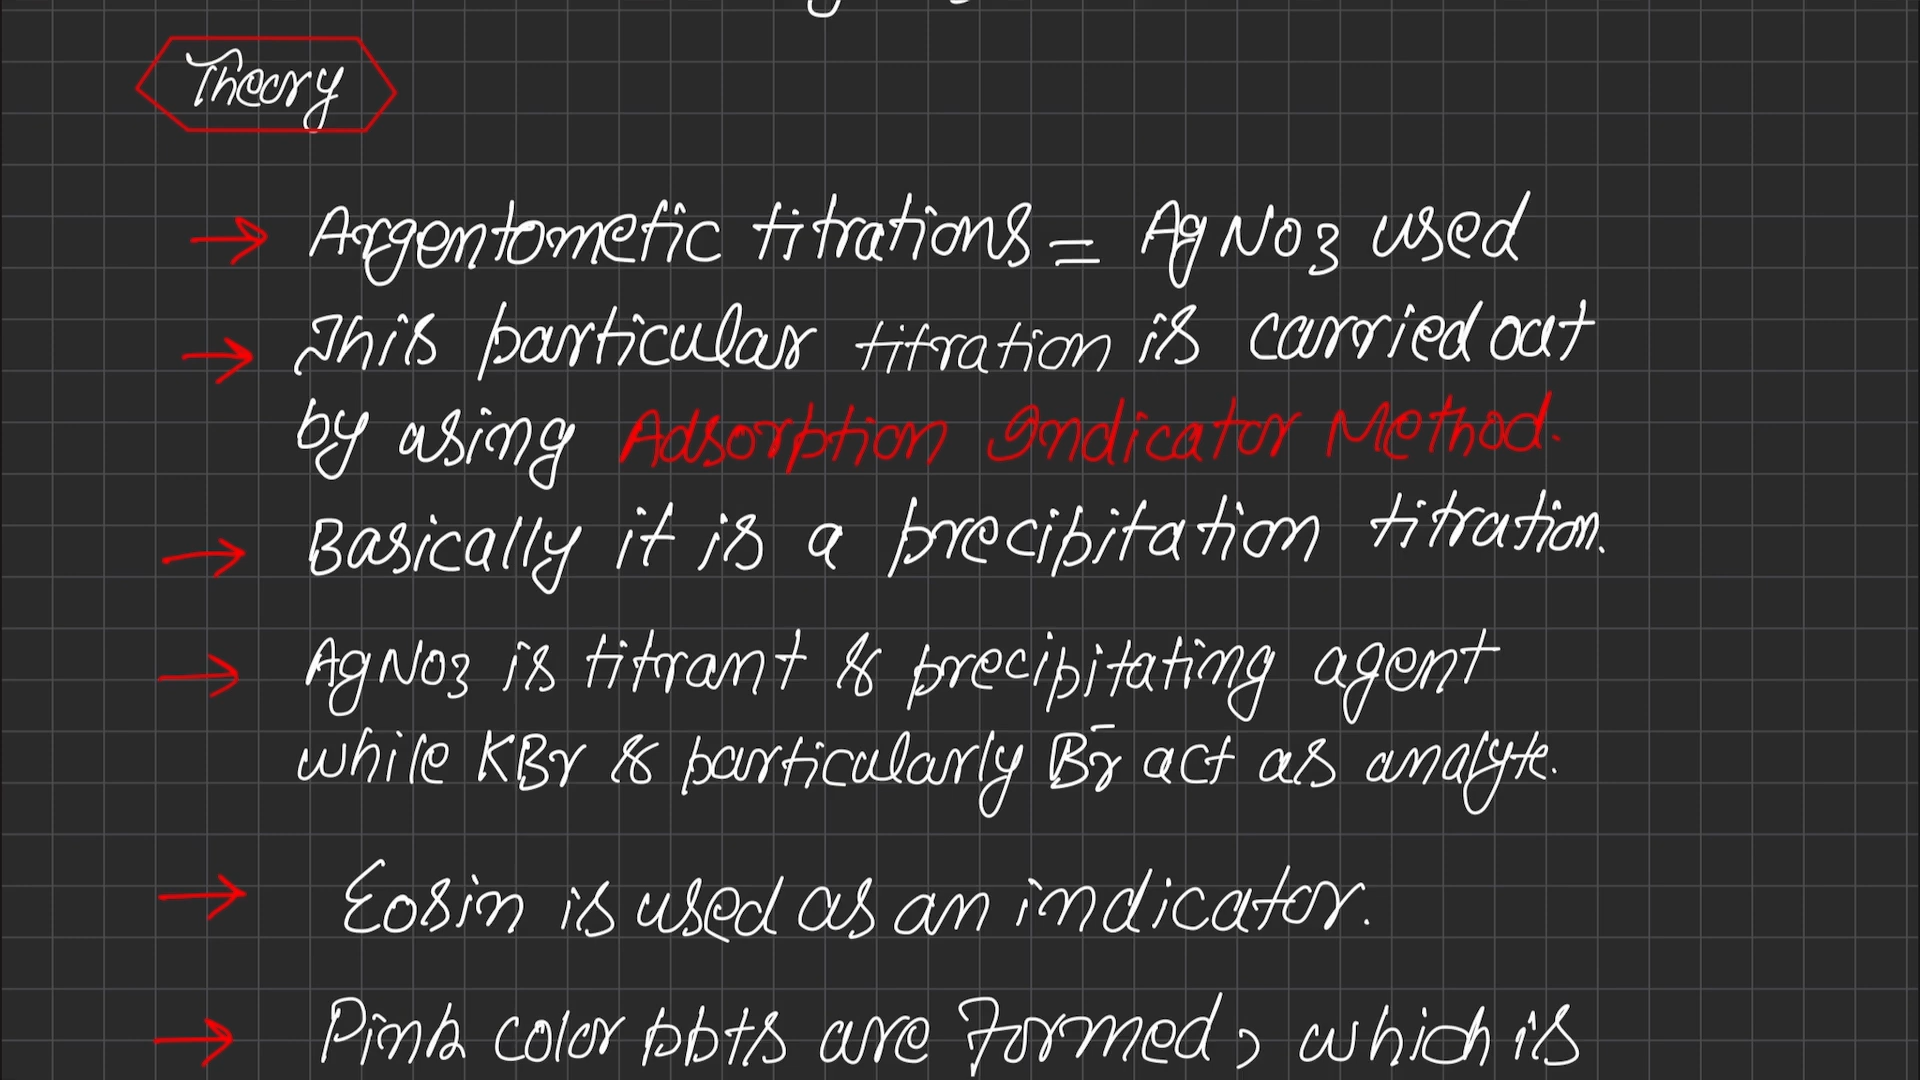 Theory
→ Argentometic titrations = AgNO3 used
→ This particular titration is carried out
by using Adsorption Indicator Method.
→ Basically it is a precipitation titration.
→ AgNO3 is titrant & precipitating agent
while KBr & particularly Br⁻ act as analyte.
→ Eosin is used as an indicator.
→ Pink color ppts are Formed, which is